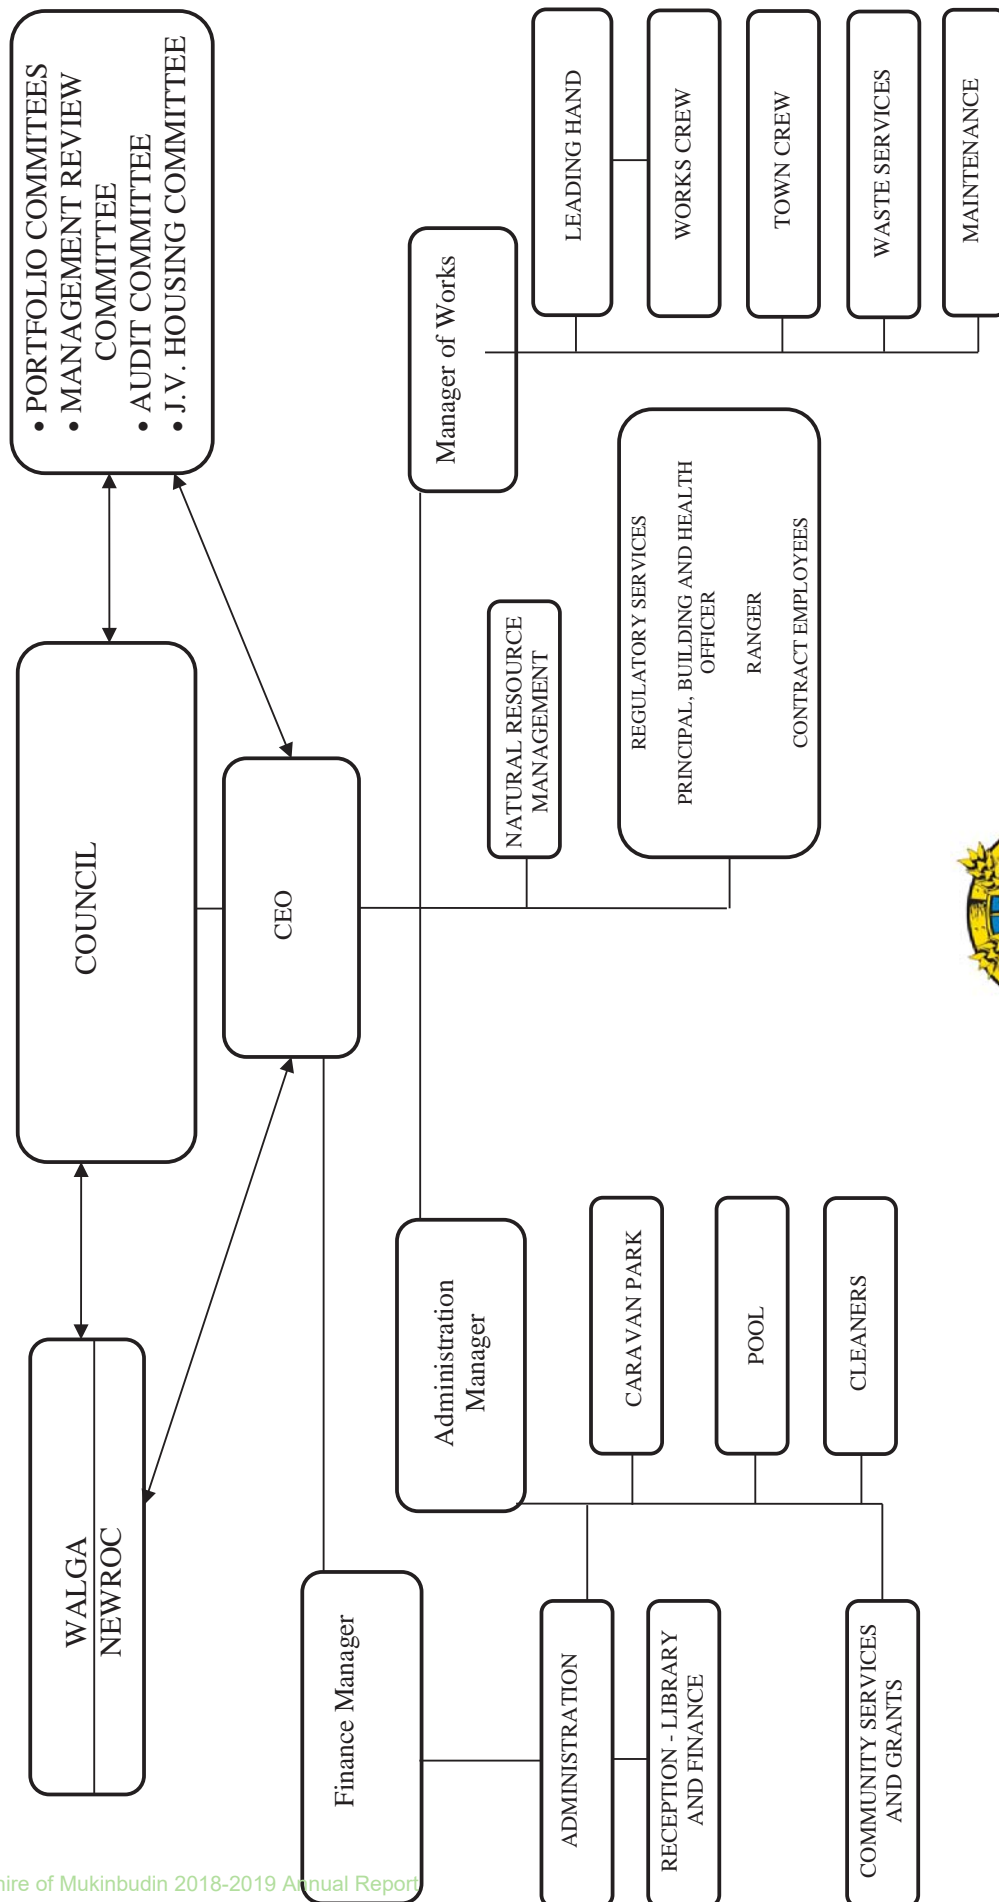 WALGA
NEWROC
COUNCIL
• PORTFOLIO COMMITEES
• MANAGEMENT REVIEW
COMMITTEE
• AUDIT COMMITTEE
• J.V. HOUSING COMMITTEE
CEO
Finance Manager
Administration
Manager
Manager of Works
ADMINISTRATION
RECEPTION - LIBRARY
AND FINANCE
COMMUNITY SERVICES
AND GRANTS
CARAVAN PARK
POOL
CLEANERS
NATURAL RESOURCE
MANAGEMENT
REGULATORY SERVICES
PRINCIPAL, BUILDING AND HEALTH
OFFICER
RANGER
CONTRACT EMPLOYEES
LEADING HAND
WORKS CREW
TOWN CREW
WASTE SERVICES
MAINTENANCE
hire of Mukinbudin 2018-2019 Annual Report